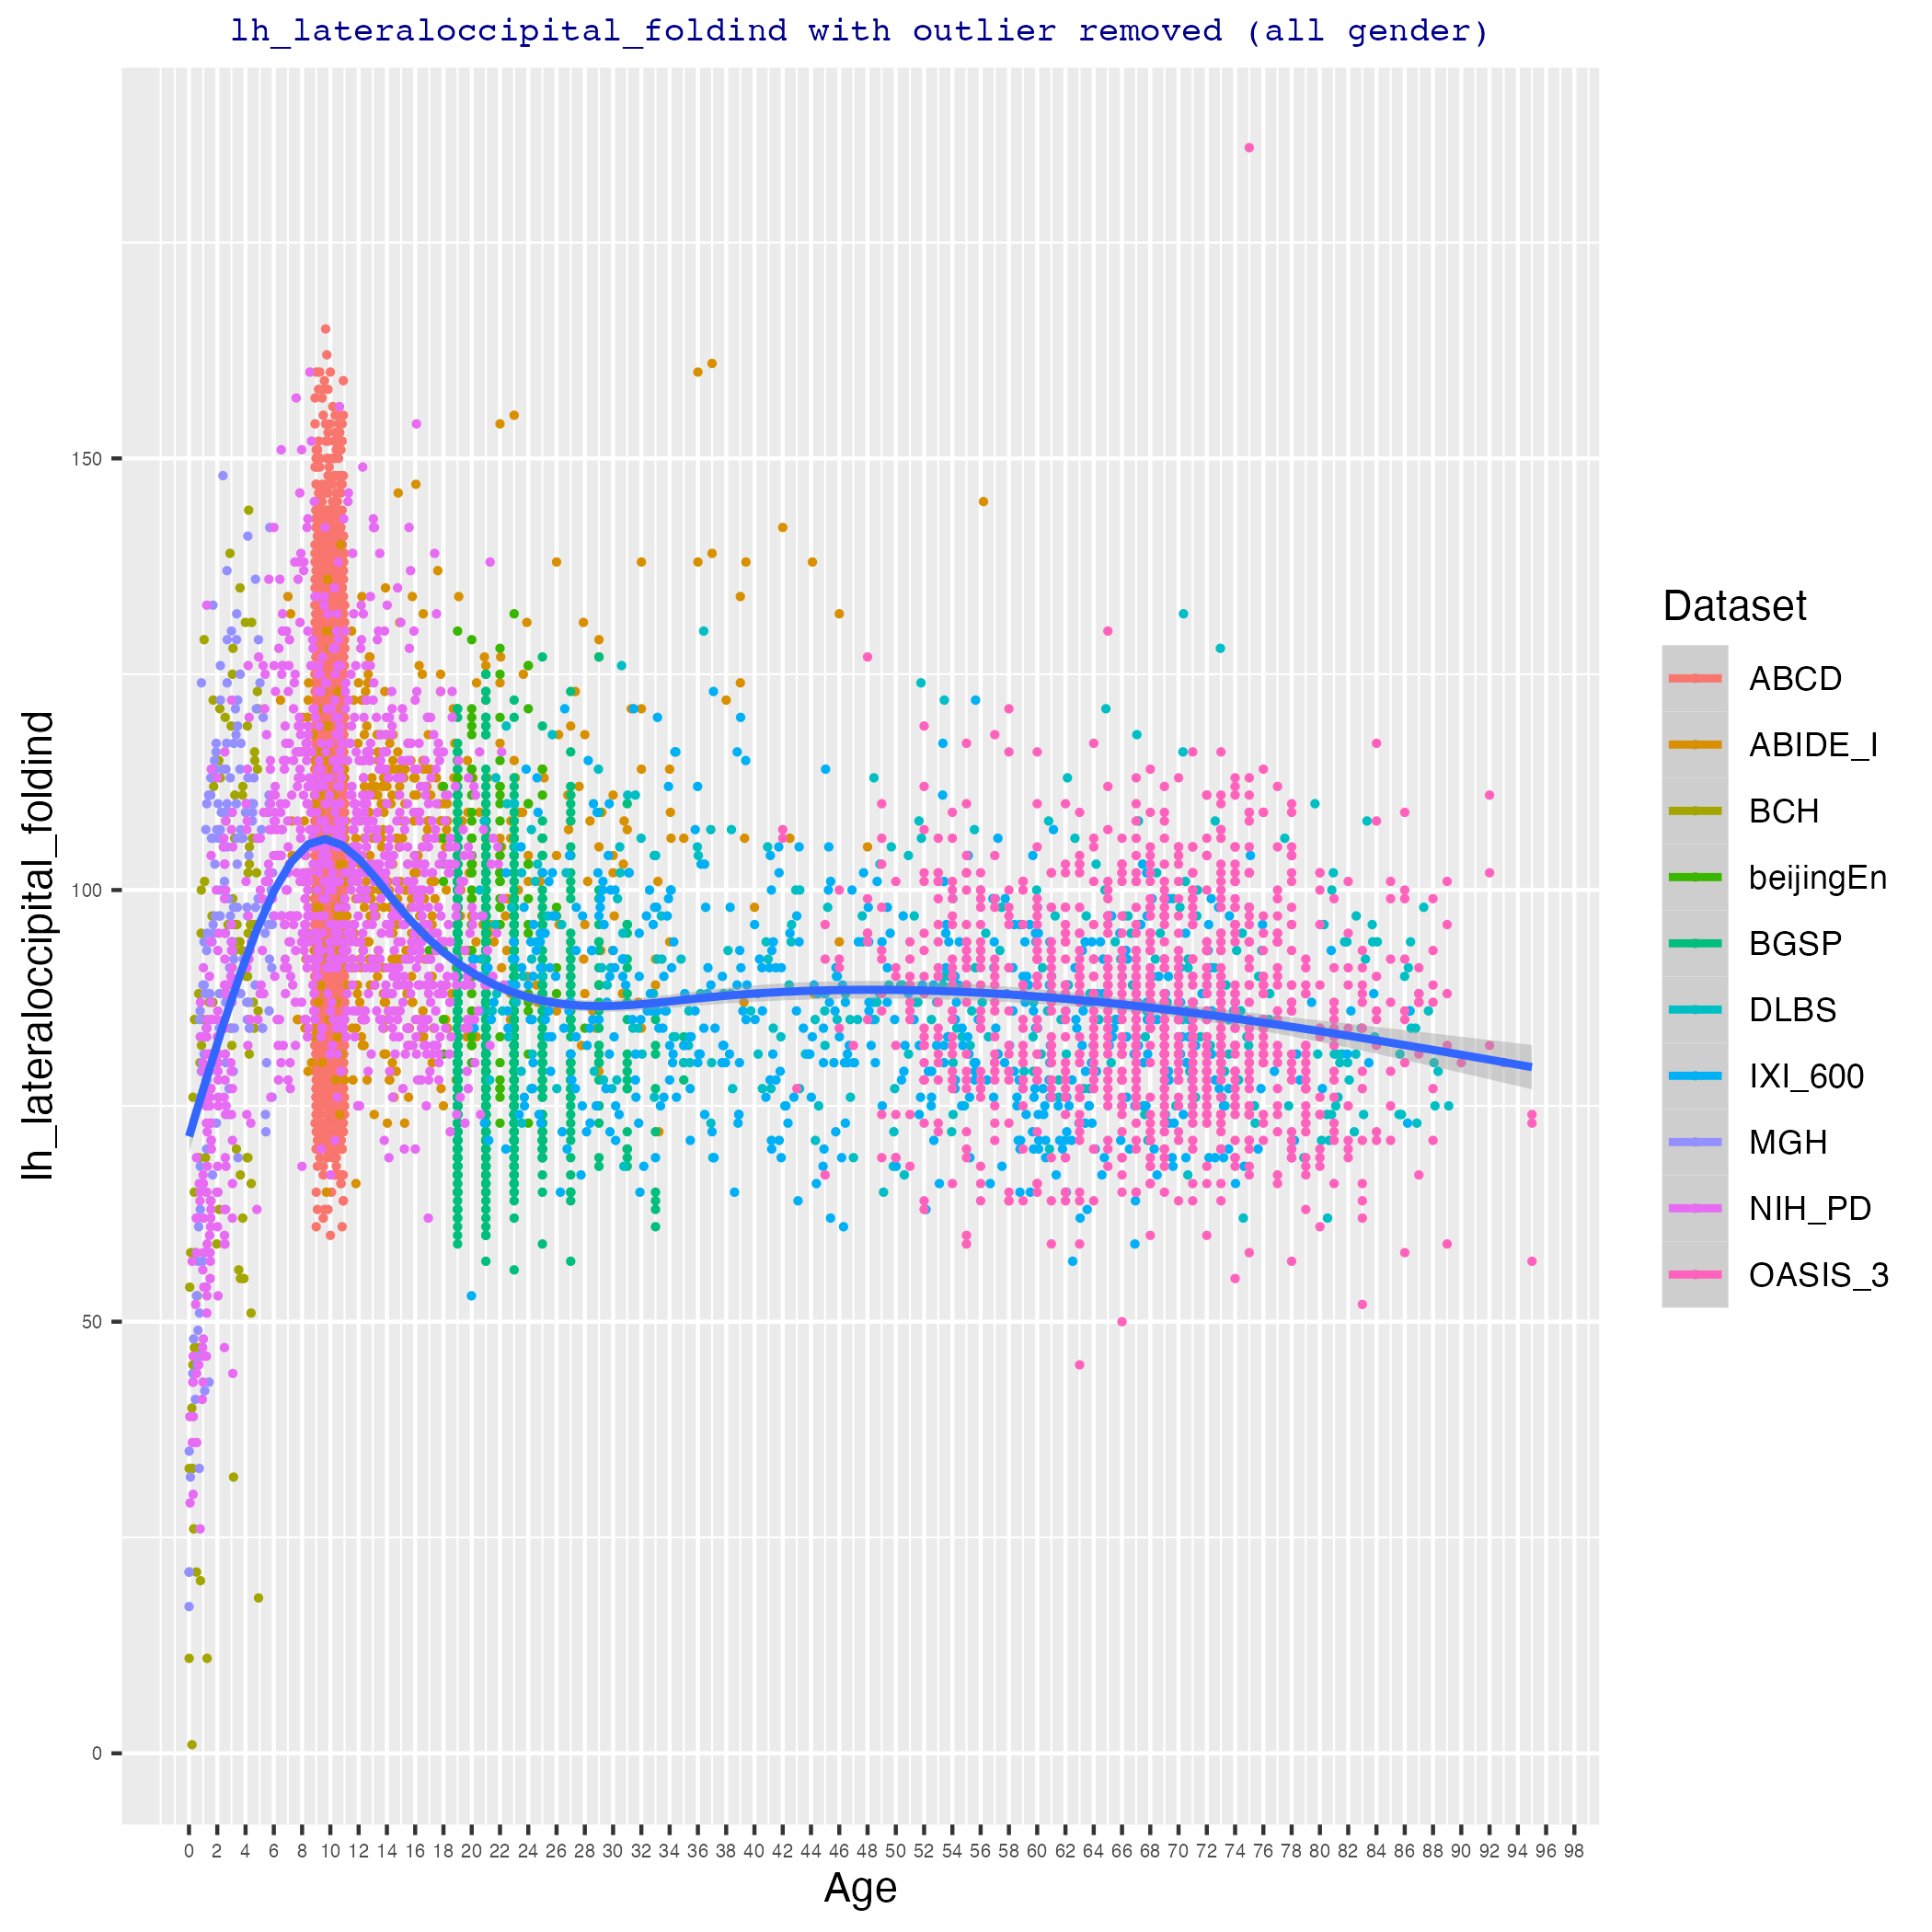 lh_lateraloccipital_foldind with outlier removed (all gender)
lh_lateraloccipital_foldind
150
100
50
0
0 2 4 6 8 10 12 14 16 18 20 22 24 26 28 30 32 34 36 38 40 42 44 46 48 50 52 54 56 58 60 62 64 66 68 70 72 74 76 78 80 82 84 86 88 90 92 94 96 98
Age
Dataset
ABCD
ABIDE_I
BCH
beijingEn
BGSP
DLBS
IXI_600
MGH
NIH_PD
OASIS_3